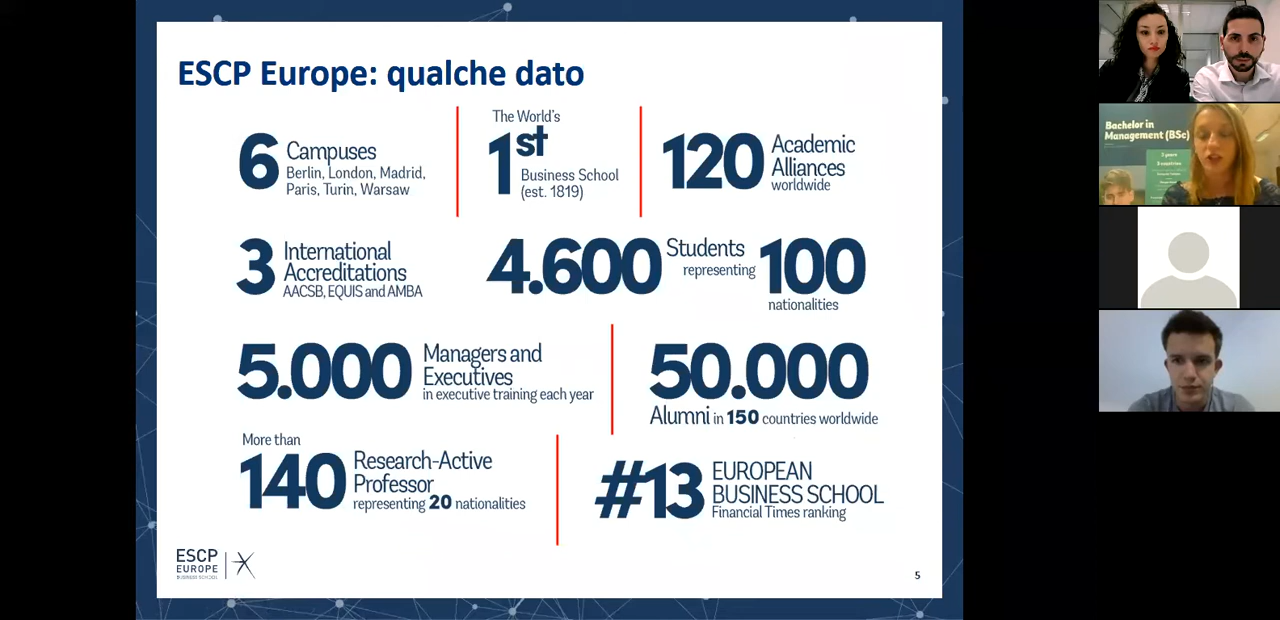 ESCP Europe: qualche dato
6 Campuses
Berlin, London, Madrid,
Paris, Turin, Warsaw
The World's
1st
Business School
(est. 1819)
120 Academic
Alliances
worldwide
3 International
Accreditations
AACSB, EQUIS and AMBA
4.600 Students
representing 100
nationalities
5.000 Managers and
Executives
in executive training each year
50.000
Alumni in 150 countries worldwide
More than
140 Research-Active
Professor
representing 20 nationalities
#13 EUROPEAN
BUSINESS SCHOOL
Financial Times ranking
ESCP
EUROPE
BUSINESS SCHOOL
5
Bachelor in
Management (BSc)
3 years